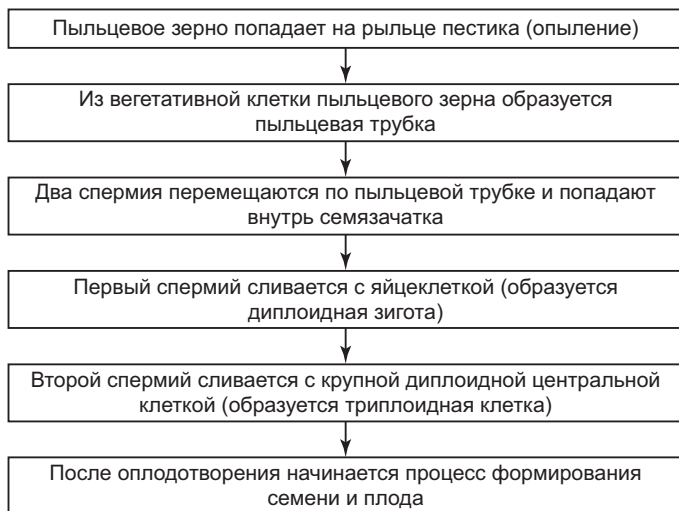 Пыльцевое зерно попадает на рыльце пестика (опыление)
Из вегетативной клетки пыльцевого зерна образуется
пыльцевая трубка
Два спермия перемещаются по пыльцевой трубке и попадают
внутрь семязачатка
Первый спермий сливается с яйцеклеткой (образуется
диплоидная зигота)
Второй спермий сливается с крупной диплоидной центральной
клеткой (образуется триплоидная клетка)
После оплодотворения начинается процесс формирования
семени и плода